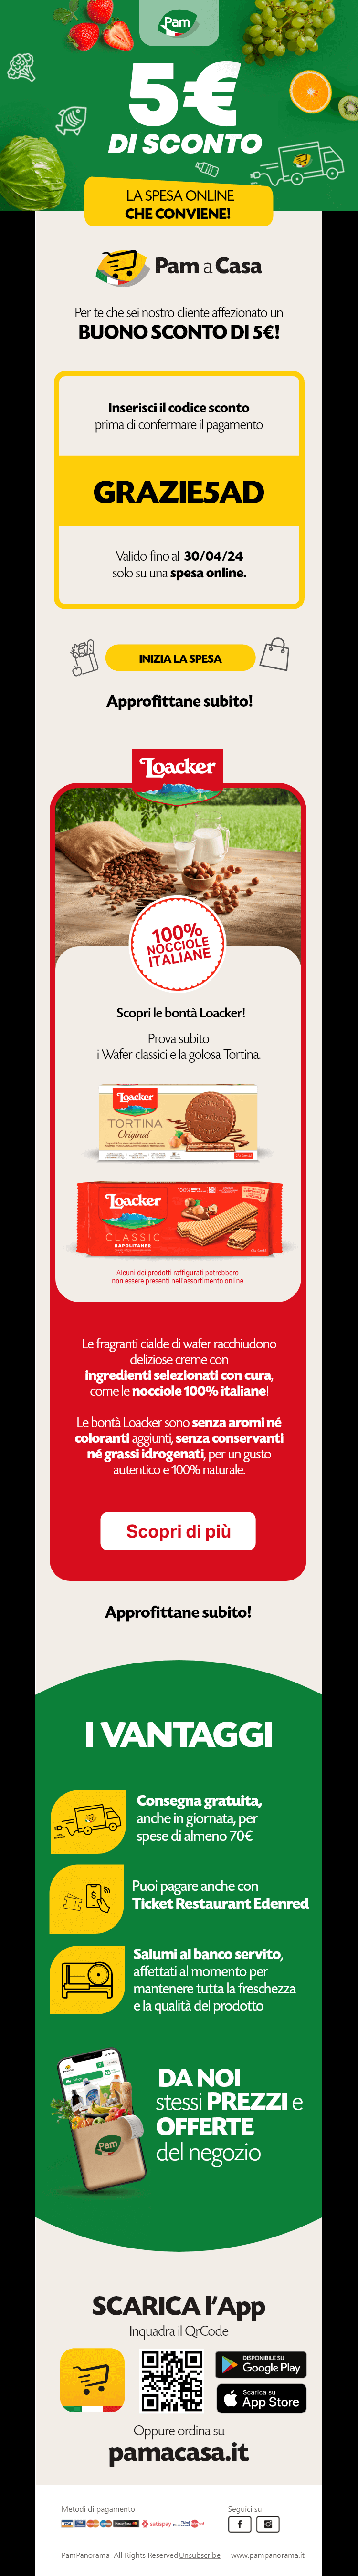 Pam
5€
DI SCONTO
LA SPESA ONLINE
CHE CONVIENE!
Pam a Casa
Per te che sei nostro cliente affezionato un
BUONO SCONTO DI 5€!
Inserisci il codice sconto
prima di confermare il pagamento
GRAZIE5AD
Valido fino al 30/04/24
solo su una spesa online.
INIZIA LA SPESA
Approfittane subito!
Loacker
100%
NOCCIOLE
ITALIANE
Scopri le bontà Loacker!
Prova subito
i Wafer classici e la golosa Tortina.
Loacker
TORTINA
Original
Loacker
CLASSIC
NAPOLITANER
Alcuni dei prodotti raffigurati potrebbero
non essere presenti nell'assortimento online
Le fragranti cialde di wafer racchiudono
deliziose creme con
ingredienti selezionati con cura,
come le nocciole 100% italiane!
Le bontà Loacker sono senza aromi né
coloranti aggiunti, senza conservanti
né grassi idrogenati, per un gusto
autentico e 100% naturale.
Scopri di più
Approfittane subito!
I VANTAGGI
Consegna gratuita,
anche in giornata, per
spese di almeno 70€
Puoi pagare anche con
Ticket Restaurant Edenred
Salumi al banco servito,
affettati al momento per
mantenere tutta la freschezza
e la qualità del prodotto
Pam
DA NOI
stessi PREZZI e
OFFERTE
del negozio
SCARICA l'App
Inquadra il QrCode
DISPONIBILE SU
Google Play
Scarica su
App Store
Oppure ordina su
pamacasa.it
Metodi di pagamento
Seguici su
satispay
PamPanorama All Rights Reserved Unsubscribe www.pampanorama.it